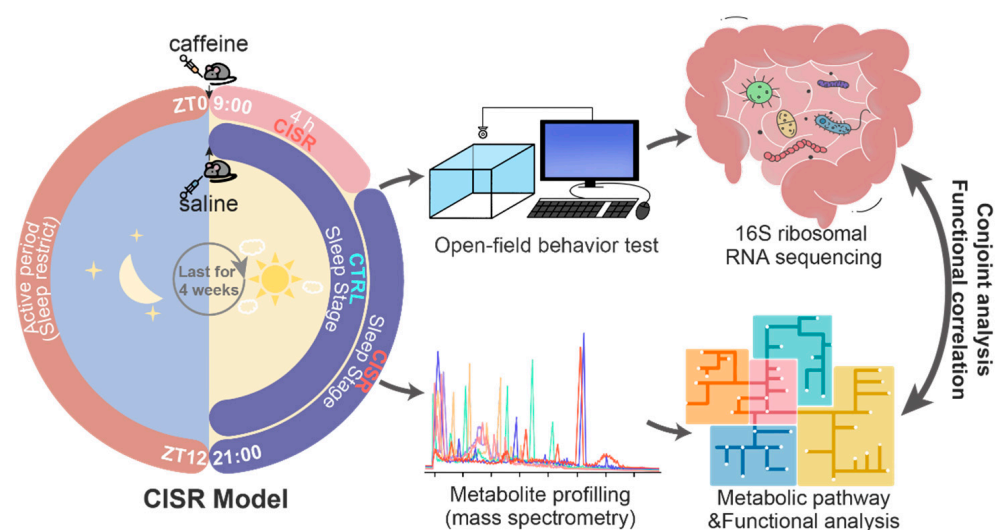 caffeine
ZT0 9:00
4 h
CISR
saline
Active period
(Sleep restrict)
Last for
4 weeks
CTRL
Sleep Stage
CISR
Sleep Stage
ZT12 21:00
CISR Model
Open-field behavior test
16S ribosomal
RNA sequencing
Metabolite profilling
(mass spectrometry)
Metabolic pathway
&Functional analysis
Conjoint analysis
Functional correlation